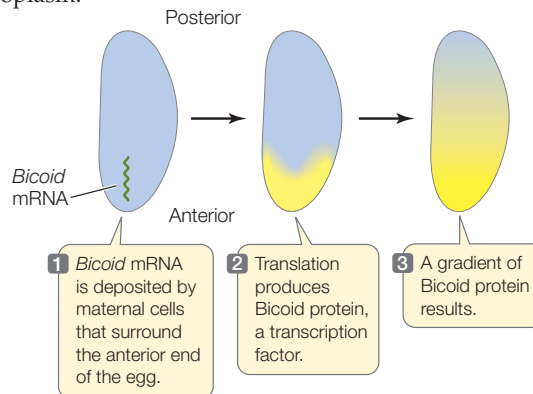 Posterior
Bicoid
mRNA
Anterior
1 Bicoid mRNA
is deposited by
maternal cells
that surround
the anterior end
of the egg.
2 Translation
produces
Bicoid protein,
a transcription
factor.
3 A gradient of
Bicoid protein
results.